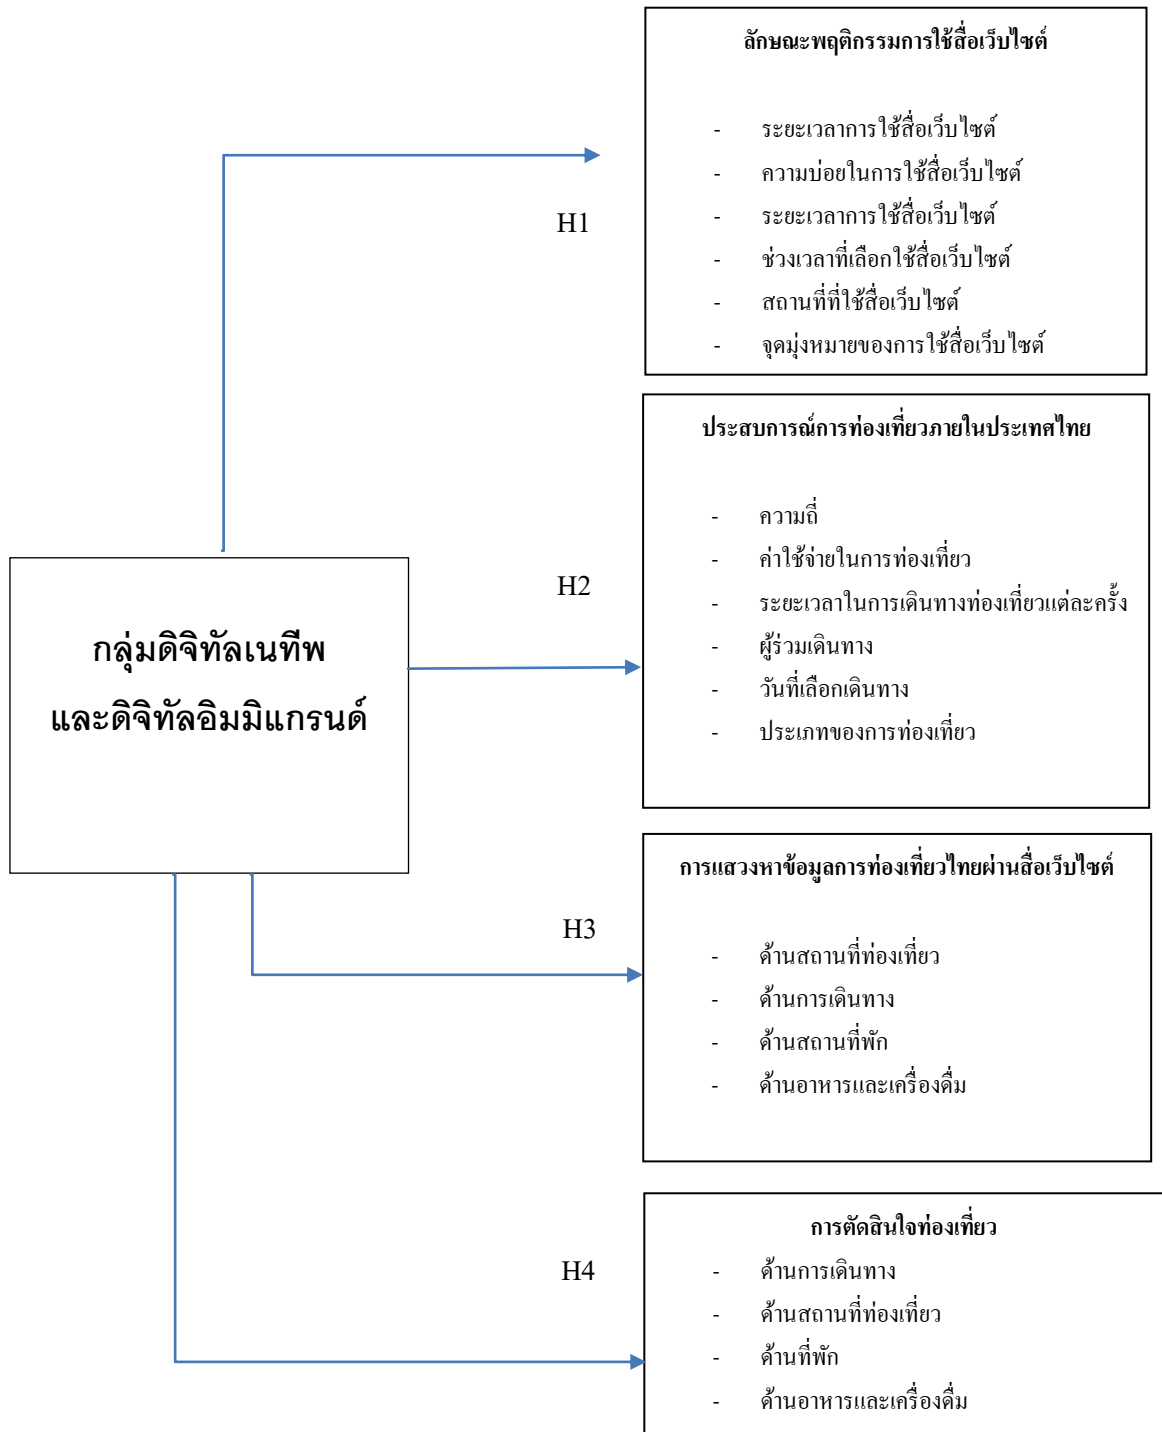 ลักษณะพฤติกรรมการใช้สื่อเว็บไซต์
- ระยะเวลาการใช้สื่อเว็บไซต์
- ความบ่อยในการใช้สื่อเว็บไซต์
- ระยะเวลาการใช้สื่อเว็บไซต์
- ช่วงเวลาที่เลือกใช้สื่อเว็บไซต์
- สถานที่ที่ใช้สื่อเว็บไซต์
- จุดมุ่งหมายของการใช้สื่อเว็บไซต์
H1
ประสบการณ์การท่องเที่ยวภายในประเทศไทย
- ความถี่
- ค่าใช้จ่ายในการท่องเที่ยว
- ระยะเวลาในการเดินทางท่องเที่ยวแต่ละครั้ง
- ผู้ร่วมเดินทาง
- วันที่เลือกเดินทาง
- ประเภทของการท่องเที่ยว
H2
กลุ่มดิจิทัลเนทีพ
และดิจิทัลอิมมิแกรนด์
การแสวงหาข้อมูลการท่องเที่ยวไทยผ่านสื่อเว็บไซต์
- ด้านสถานที่ท่องเที่ยว
- ด้านการเดินทาง
- ด้านสถานที่พัก
- ด้านอาหารและเครื่องดื่ม
H3
การตัดสินใจท่องเที่ยว
- ด้านการเดินทาง
- ด้านสถานที่ท่องเที่ยว
- ด้านที่พัก
- ด้านอาหารและเครื่องดื่ม
H4